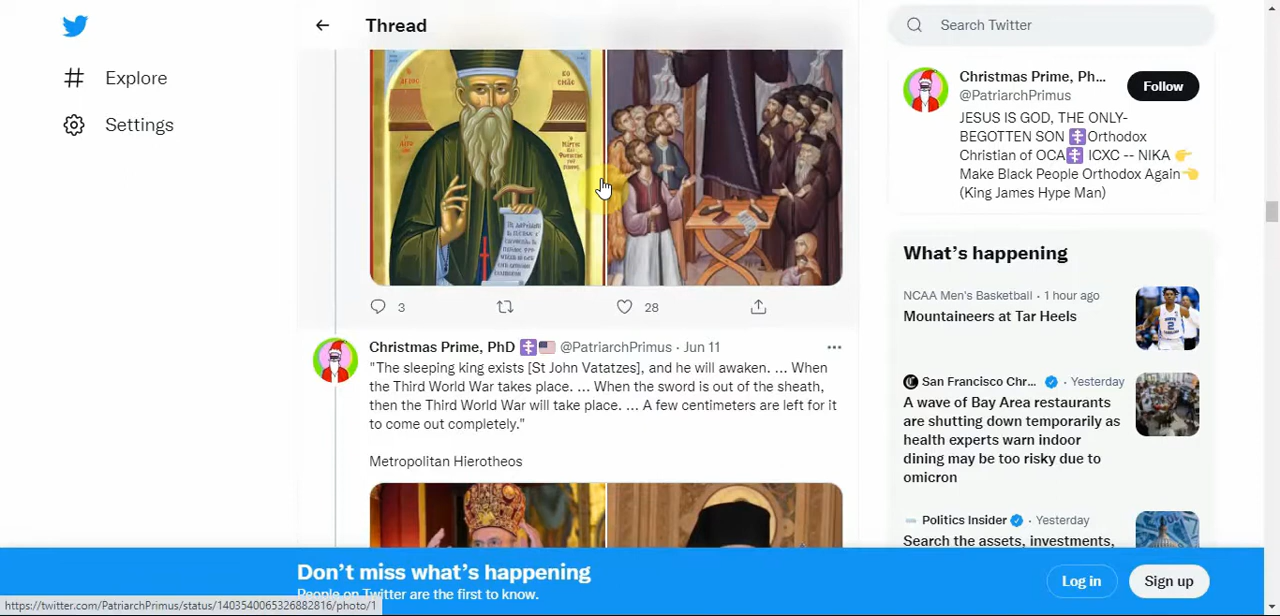 Thread
Search Twitter
Explore
Settings
ΚΟ
3
28
Christmas Prime, PhD ☦🇺🇸 @PatriarchPrimus · Jun 11
"The sleeping king exists [St John Vatatzes], and he will awaken. ... When
the Third World War takes place. ... When the sword is out of the sheath,
then the Third World War will take place. ... A few centimeters are left for it
to come out completely."
Metropolitan Hierotheos
Christmas Prime, Ph...
@PatriarchPrimus
Follow
JESUS IS GOD, THE ONLY-
BEGOTTEN SON ☦Orthodox
Christian of OCA☦ ICXC -- NIKA 👉
Make Black People Orthodox Again👈
(King James Hype Man)
What's happening
NCAA Men's Basketball · 1 hour ago
Mountaineers at Tar Heels
San Francisco Chr... · Yesterday
A wave of Bay Area restaurants
are shutting down temporarily as
health experts warn indoor
dining may be too risky due to
omicron
Politics Insider · Yesterday
Search the assets, investments,
Don't miss what's happening
People on Twitter are the first to know.
Log in
Sign up
https://twitter.com/PatriarchPrimus/status/1403540065326882816/photo/1